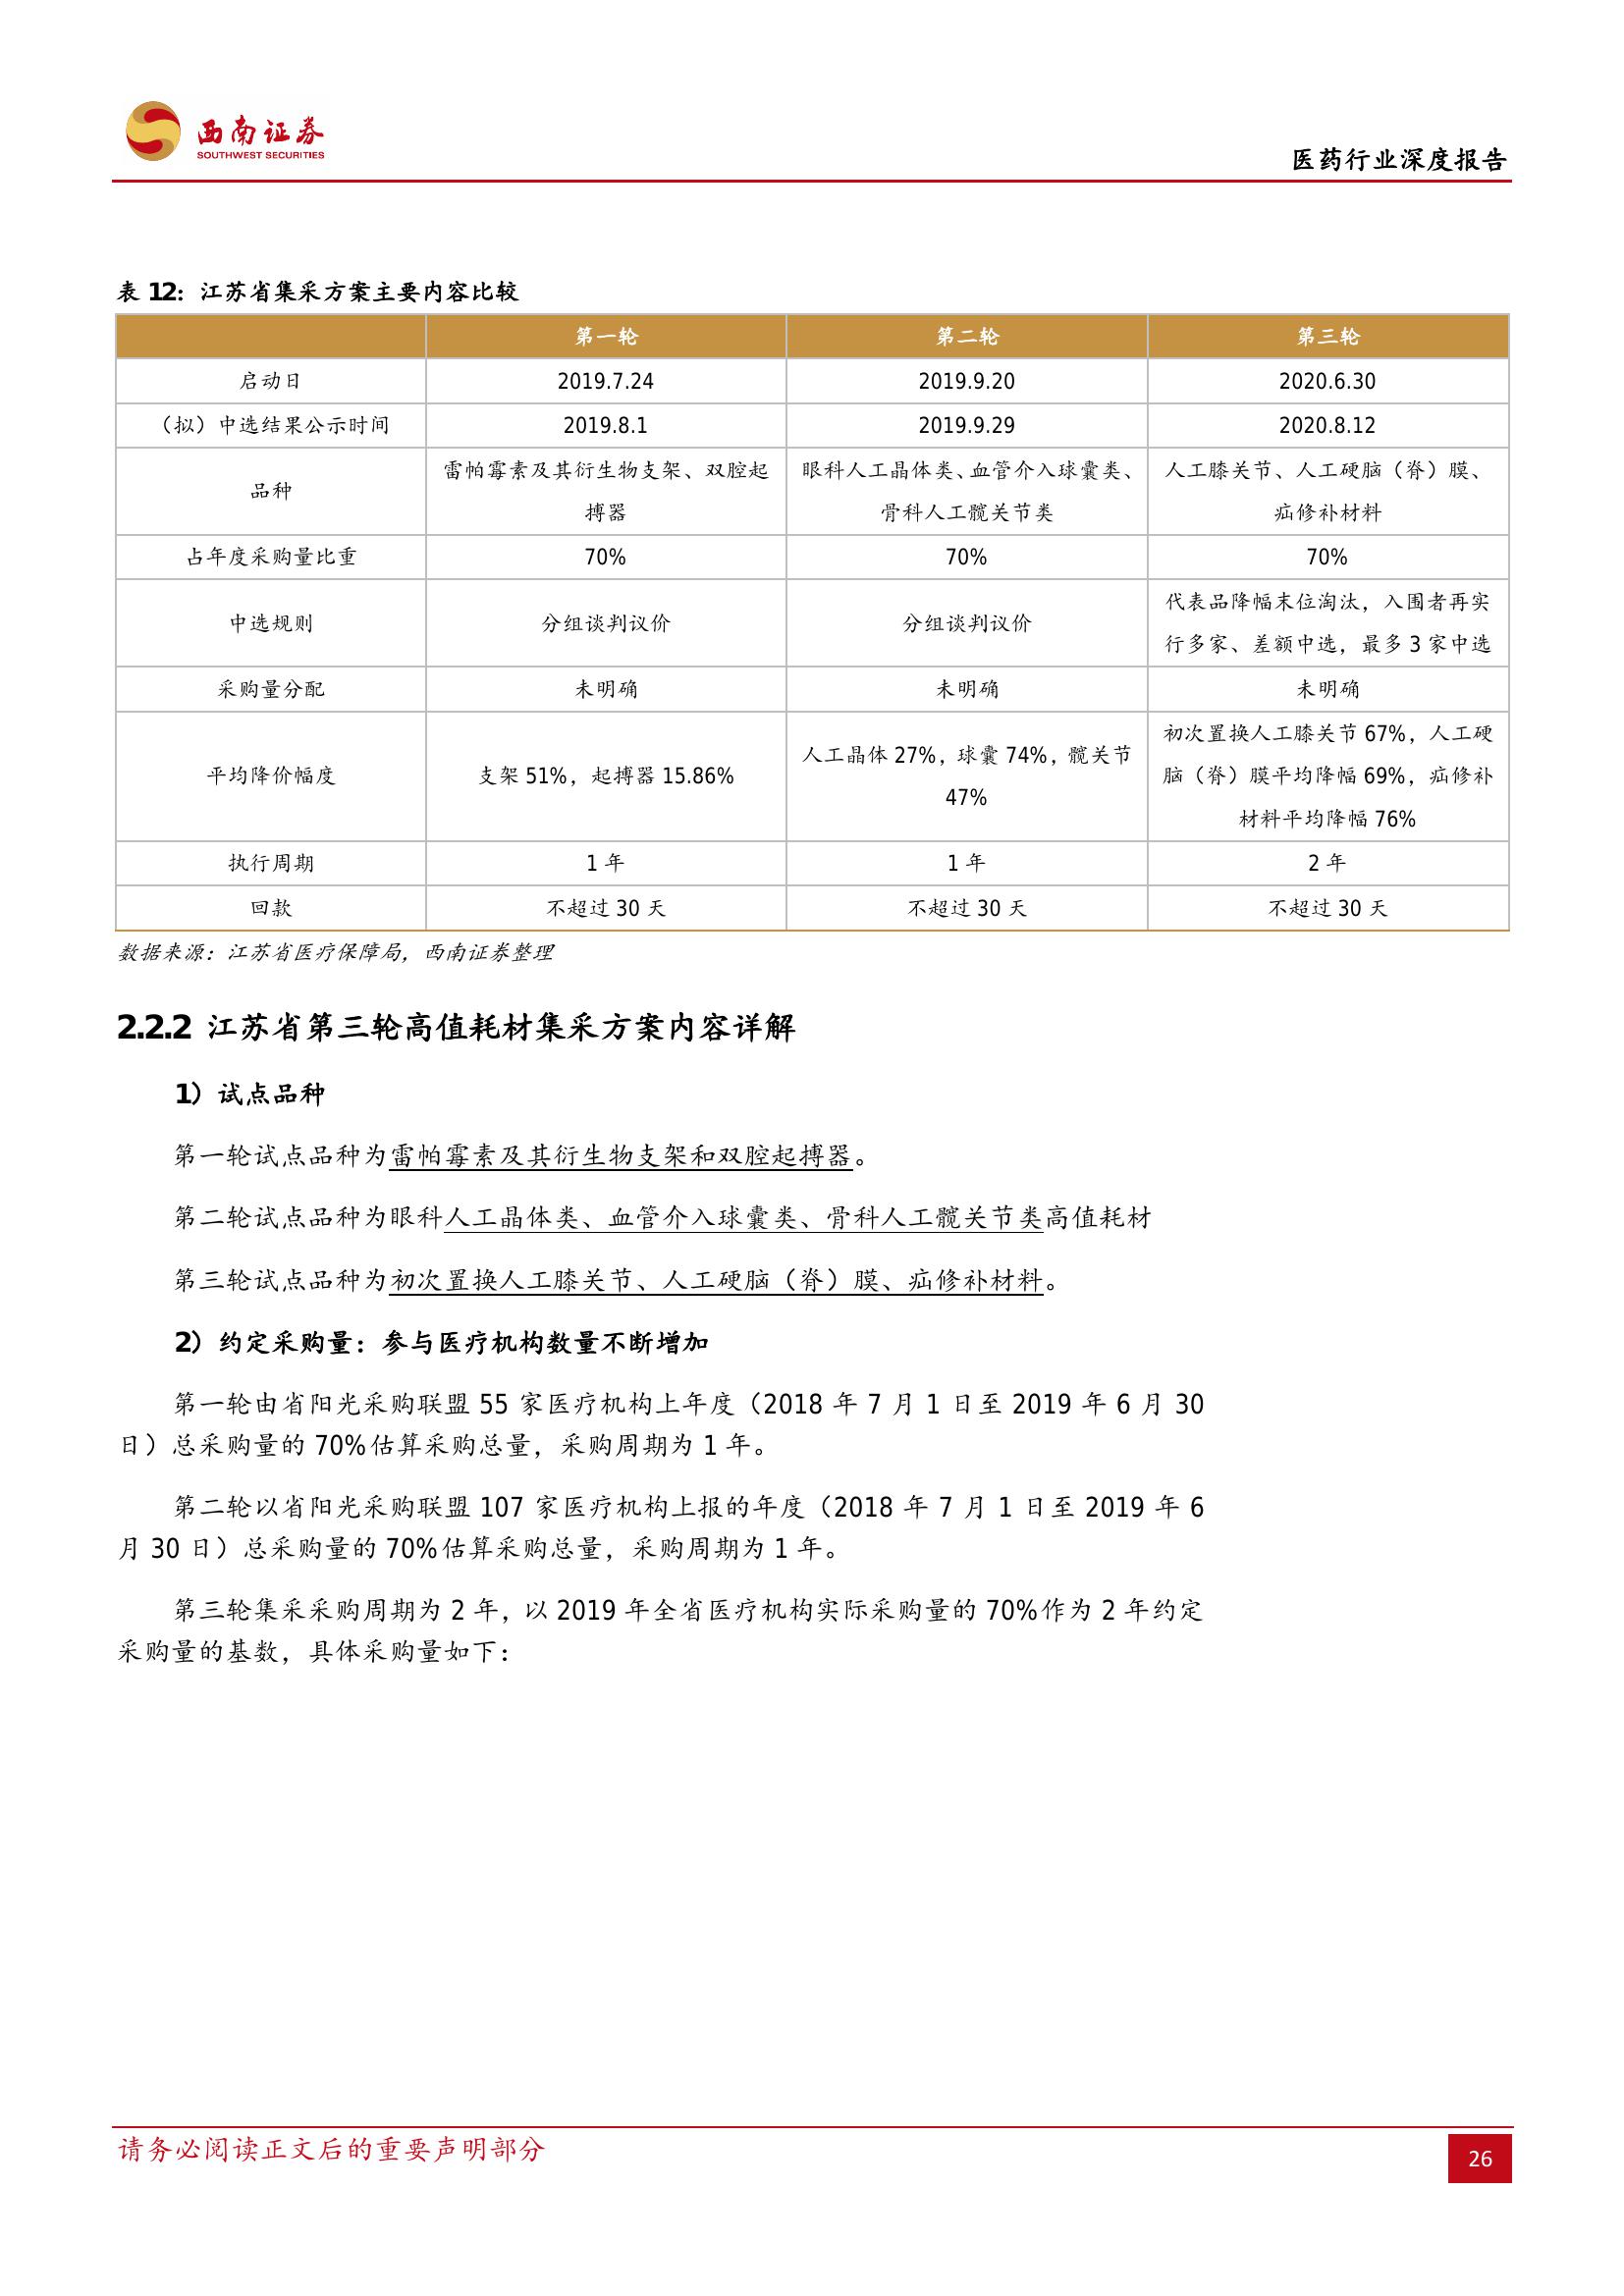 西南证券
SOUTHWEST SECURITIES
医药行业深度报告
表 12：江苏省集采方案主要内容比较
第一轮 第二轮 第三轮
启动日 2019.7.24 2019.9.20 2020.6.30
（拟）中选结果公示时间 2019.8.1 2019.9.29 2020.8.12
品种 雷帕霉素及其衍生物支架、双腔起搏器 眼科人工晶体类、血管介入球囊类、骨科人工髋关节类 人工膝关节、人工硬脑（脊）膜、疝修补材料
占年度采购量比重 70% 70% 70%
中选规则 分组谈判议价 分组谈判议价 代表品降幅末位淘汰，入围者再实行多家、差额中选，最多 3 家中选
采购量分配 未明确 未明确 未明确
平均降价幅度 支架 51%，起搏器 15.86% 人工晶体 27%，球囊 74%，髋关节 47% 初次置换人工膝关节 67%，人工硬脑（脊）膜平均降幅 69%，疝修补材料平均降幅 76%
执行周期 1 年 1 年 2 年
回款 不超过 30 天 不超过 30 天 不超过 30 天
数据来源：江苏省医疗保障局，西南证券整理
2.2.2 江苏省第三轮高值耗材集采方案内容详解
1）试点品种
第一轮试点品种为雷帕霉素及其衍生物支架和双腔起搏器。
第二轮试点品种为眼科人工晶体类、血管介入球囊类、骨科人工髋关节类高值耗材
第三轮试点品种为初次置换人工膝关节、人工硬脑（脊）膜、疝修补材料。
2）约定采购量：参与医疗机构数量不断增加
第一轮由省阳光采购联盟 55 家医疗机构上年度（2018 年 7 月 1 日至 2019 年 6 月 30
日）总采购量的 70%估算采购总量，采购周期为 1 年。
第二轮以省阳光采购联盟 107 家医疗机构上报的年度（2018 年 7 月 1 日至 2019 年 6
月 30 日）总采购量的 70%估算采购总量，采购周期为 1 年。
第三轮集采采购周期为 2 年，以 2019 年全省医疗机构实际采购量的 70%作为 2 年约定
采购量的基数，具体采购量如下：
请务必阅读正文后的重要声明部分
26